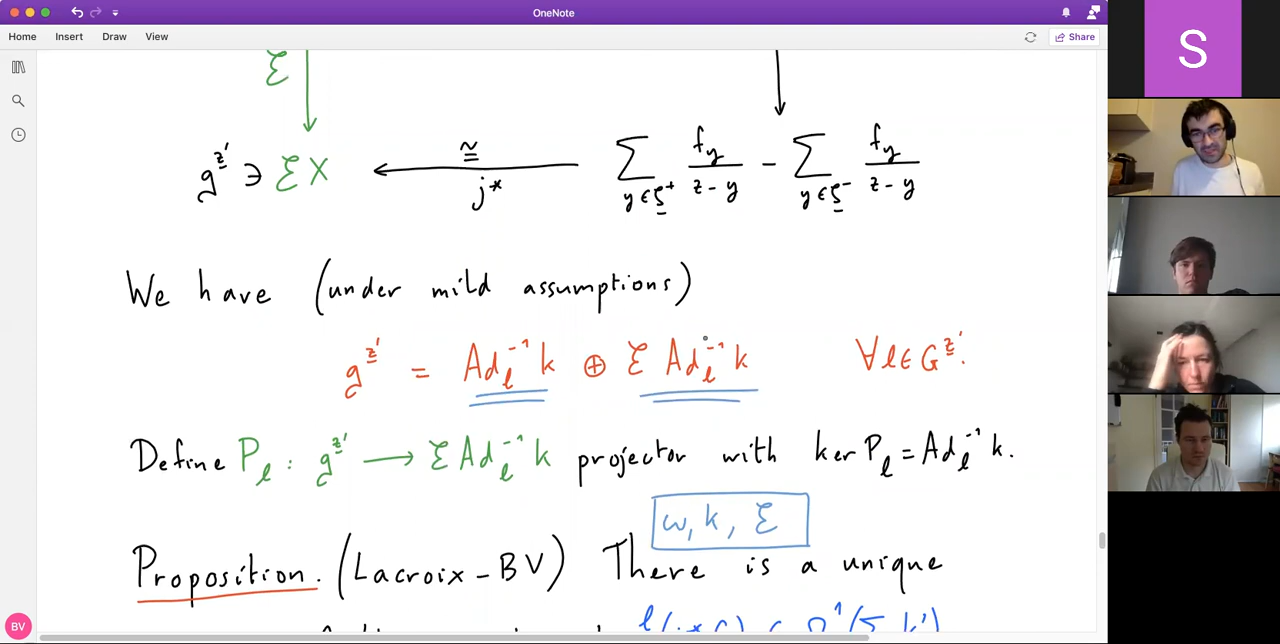 OneNote
Home Insert Draw View
Share
S
ℰ
g^{z'} ∋ ℰX ←≅ j* Σ_{y∈ζ⁺} f_y/(z - y) - Σ_{y∈ζ⁻} f_y/(z - y)
We have (under mild assumptions)
g^{z'} = Ad_ℓ^{-1} k ⊕ ℰ Ad_ℓ^{-1} k ∀ℓ∈G^{z'}.
Define P_ℓ : g^{z'} → ℰ Ad_ℓ^{-1} k projector with ker P_ℓ = Ad_ℓ^{-1} k.
ω, k, ℰ
Proposition. (Lacroix - BV) There is a unique
BV